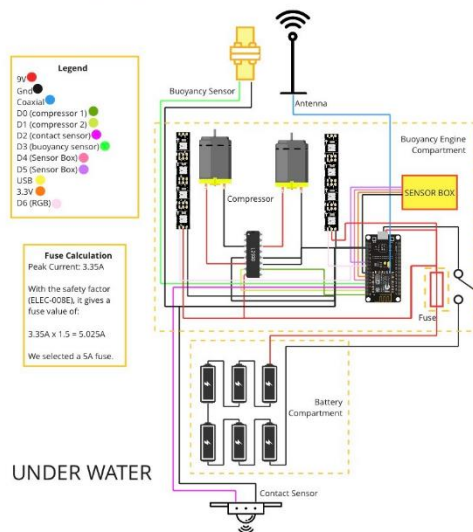 Legend
9V
Gnd
Coaxial
D0 (compressor 1)
D1 (compressor 2)
D2 (contact sensor)
D3 (buoyancy sensor)
D4 (Sensor Box)
D5 (Sensor Box)
USB
3.3V
D6 (RGB)
Fuse Calculation
Peak Current: 3.35A
With the safety factor
(ELEC-008E), it gives a
fuse value of:
3.35A x 1.5 = 5.025A
We selected a 5A fuse.
Buoyancy Sensor
Antenna
Buoyancy Engine
Compartment
Compressor
SENSOR BOX
Fuse
Battery
Compartment
UNDER WATER
Contact Sensor